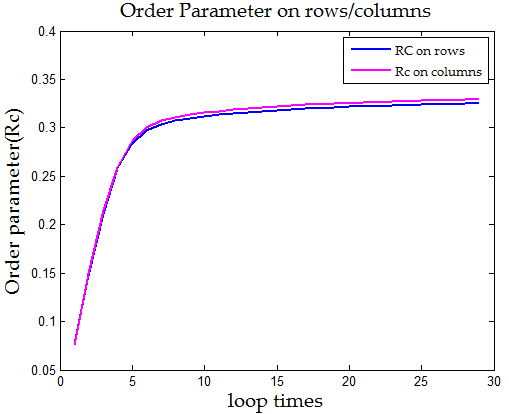 Order Parameter on rows/columns
0.4
0.35
0.3
0.25
0.2
0.15
0.1
0.05
Order parameter(Rc)
RC on rows
Rc on columns
0 5 10 15 20 25 30
loop times